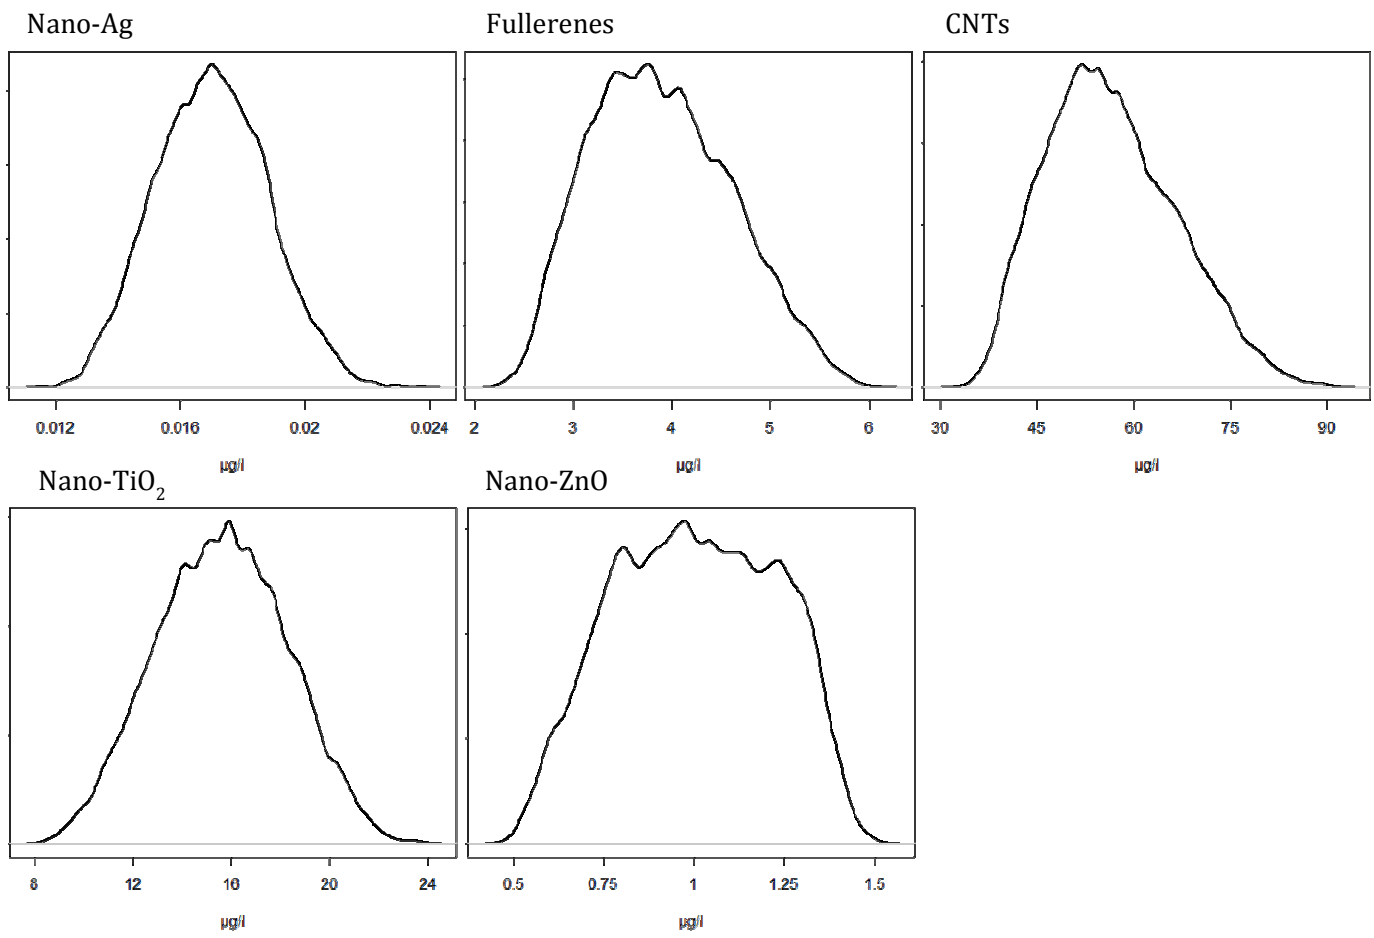 Nano-Ag
Fullerenes
CNTs
0.012 0.016 0.02 0.024
2 3 4 5 6
30 45 60 75 90
µg/l
µg/l
µg/l
Nano-TiO₂
Nano-ZnO
8 12 16 20 24
0.5 0.75 1 1.25 1.5
µg/l
µg/l